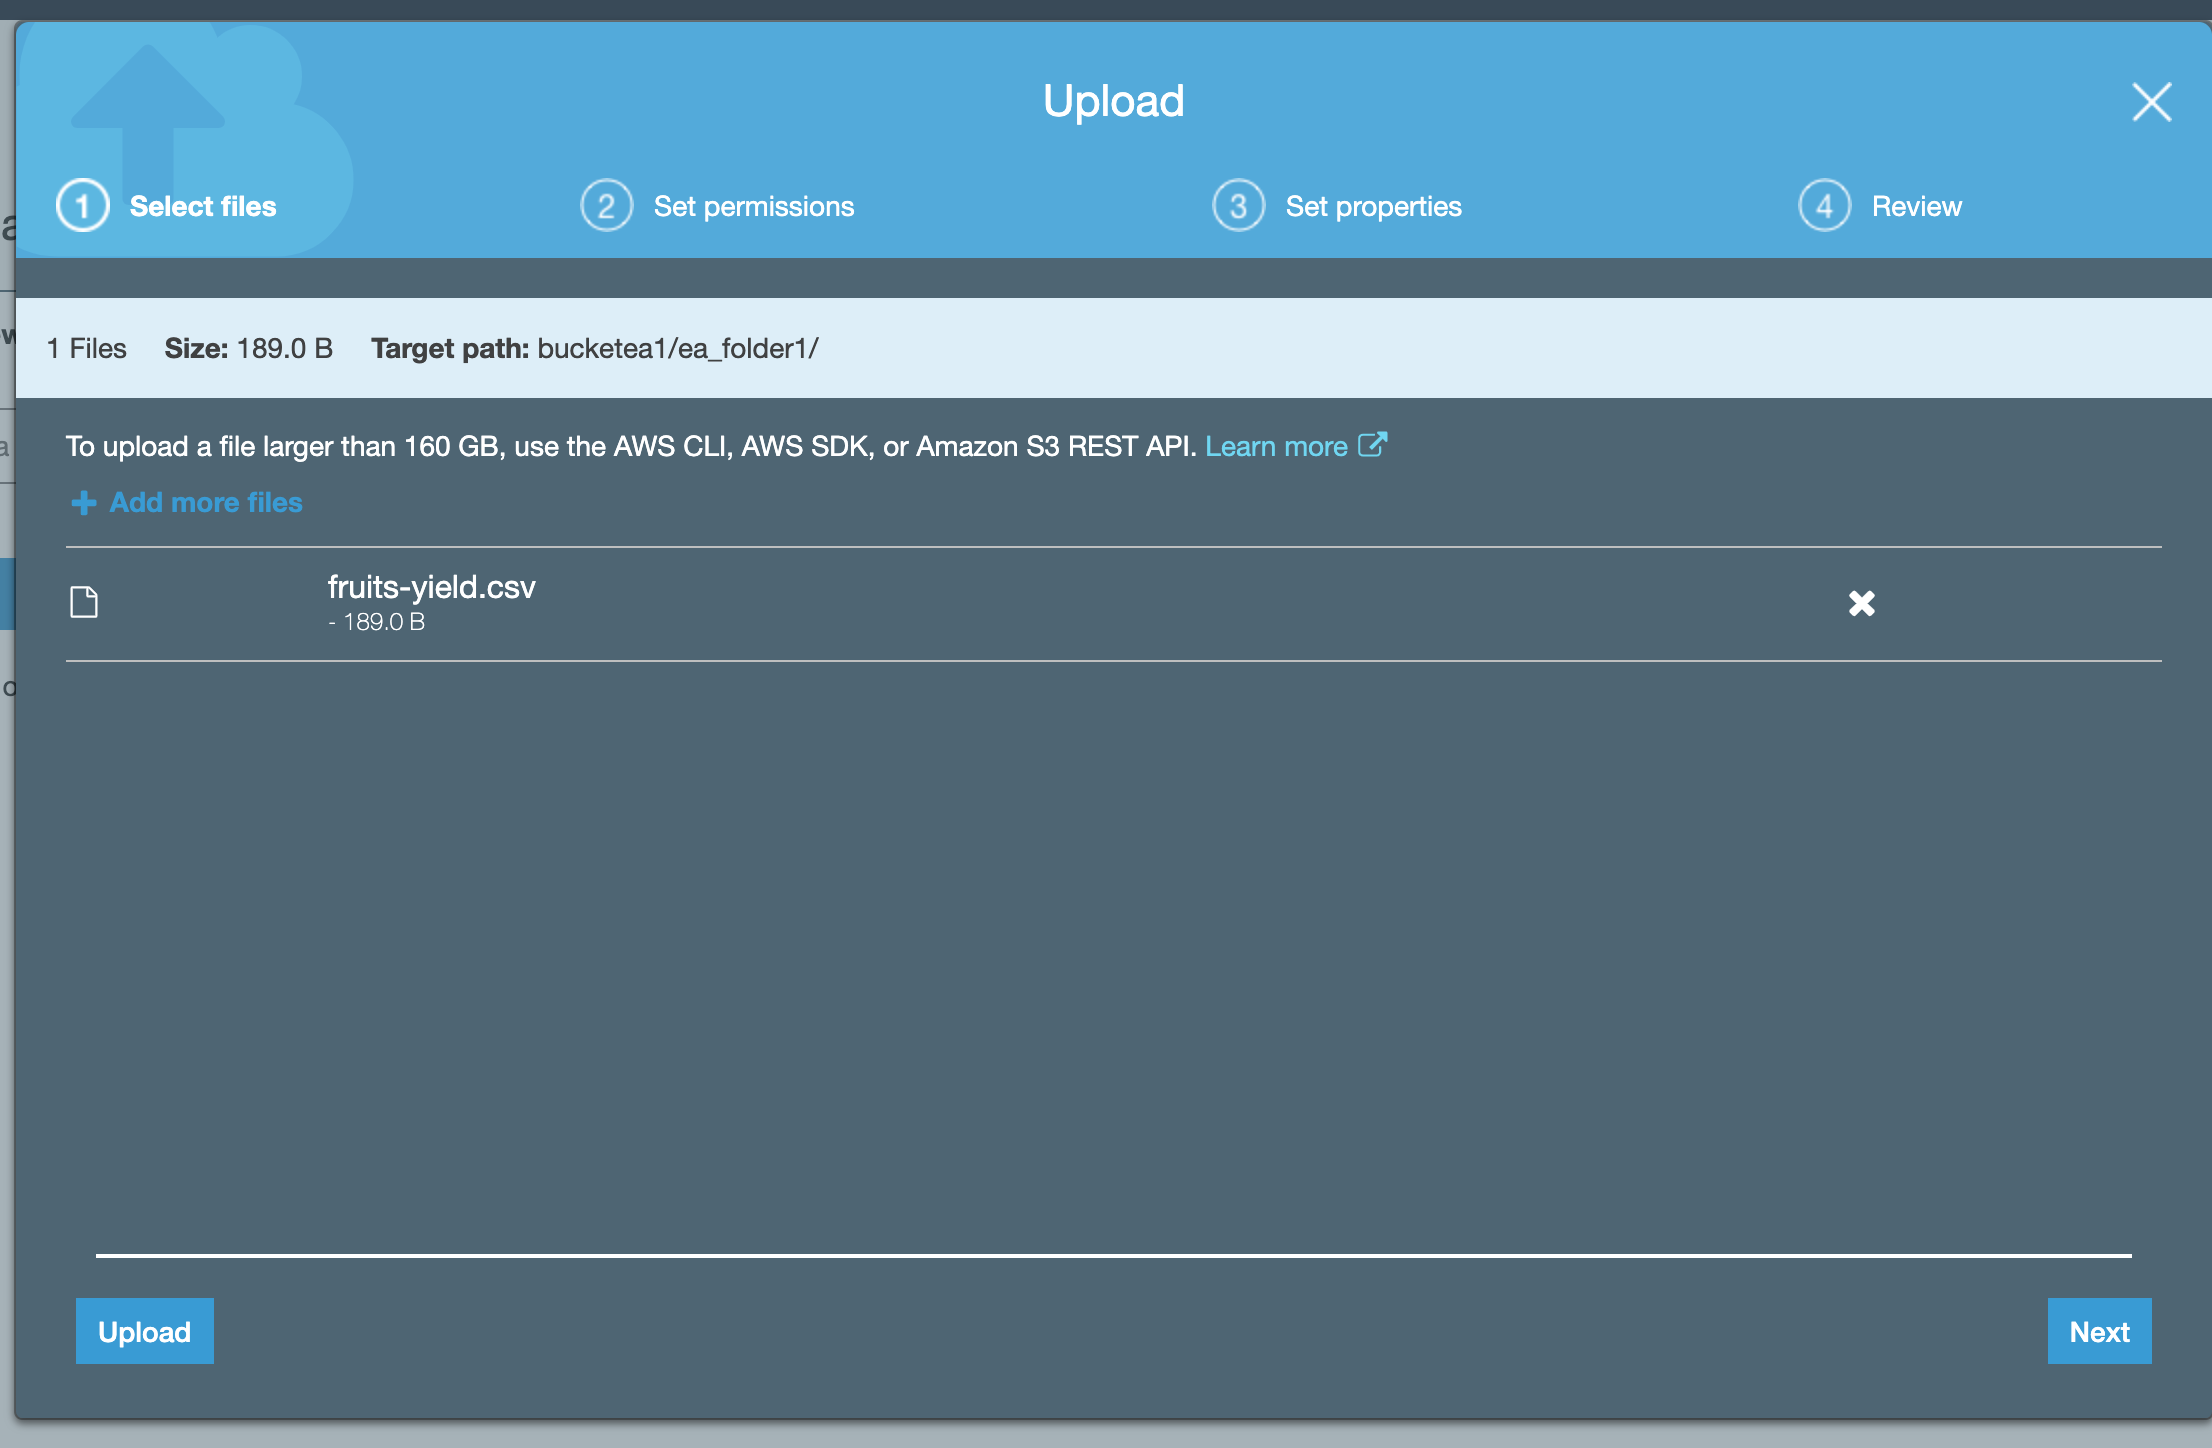 Upload
1 Select files
2 Set permissions
3 Set properties
4 Review
1 Files Size: 189.0 B Target path: bucketea1/ea_folder1/
To upload a file larger than 160 GB, use the AWS CLI, AWS SDK, or Amazon S3 REST API. Learn more
Add more files
fruits-yield.csv
- 189.0 B
Upload
Next